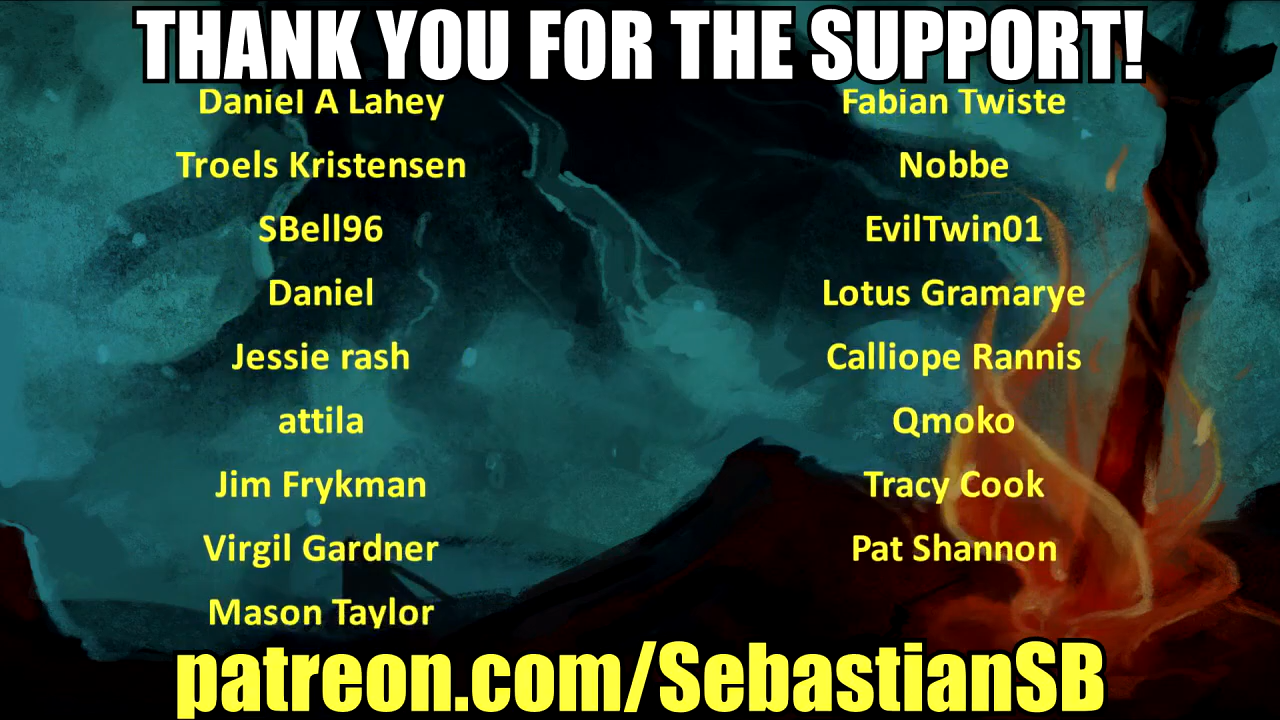 THANK YOU FOR THE SUPPORT!
Daniel A Lahey
Troels Kristensen
SBell96
Daniel
Jessie rash
attila
Jim Frykman
Virgil Gardner
Mason Taylor
Fabian Twiste
Nobbe
EvilTwin01
Lotus Gramarye
Calliope Rannis
Qmoko
Tracy Cook
Pat Shannon
patreon.com/SebastianSB